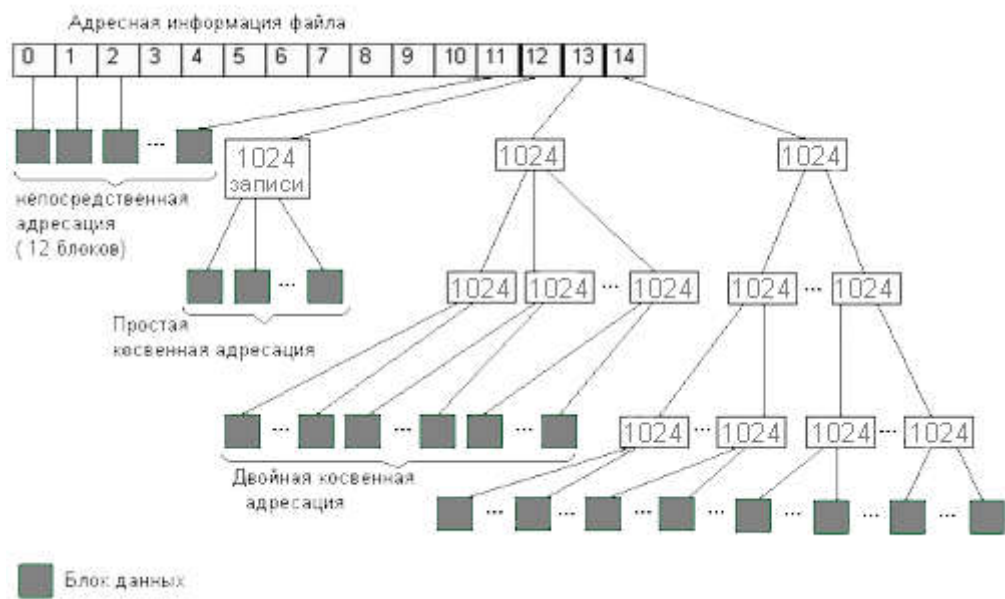 Адресная информация файла
0 1 2 3 4 5 6 7 8 9 10 11 12 13 14
1024
записи
1024
1024
непосредственная
адресация
( 12 блоков)
1024 1024 ... 1024
1024 ... 1024
Простая
косвенная адресация
1024 ... 1024
1024 ... 1024
Двойная косвенная
адресация
Блок данных